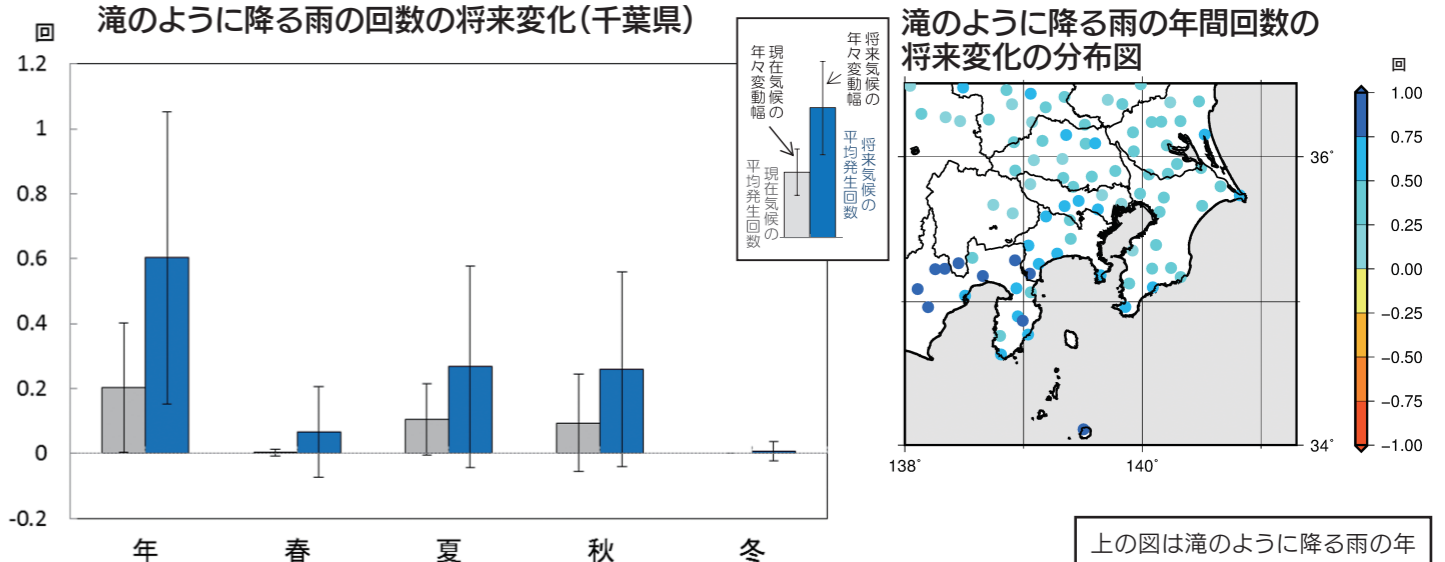 滝のように降る雨の回数の将来変化(千葉県)
回
1.2
1
0.8
0.6
0.4
0.2
0
-0.2
年
春
夏
秋
冬
現在気候の
年々変動幅
将来気候の
年々変動幅
現在気候の
平均発生回数
将来気候の
平均発生回数
滝のように降る雨の年間回数の
将来変化の分布図
回
1.00
0.75
0.50
0.25
0.00
−0.25
−0.50
−0.75
−1.00
36°
34°
138°
140°
上の図は滝のように降る雨の年